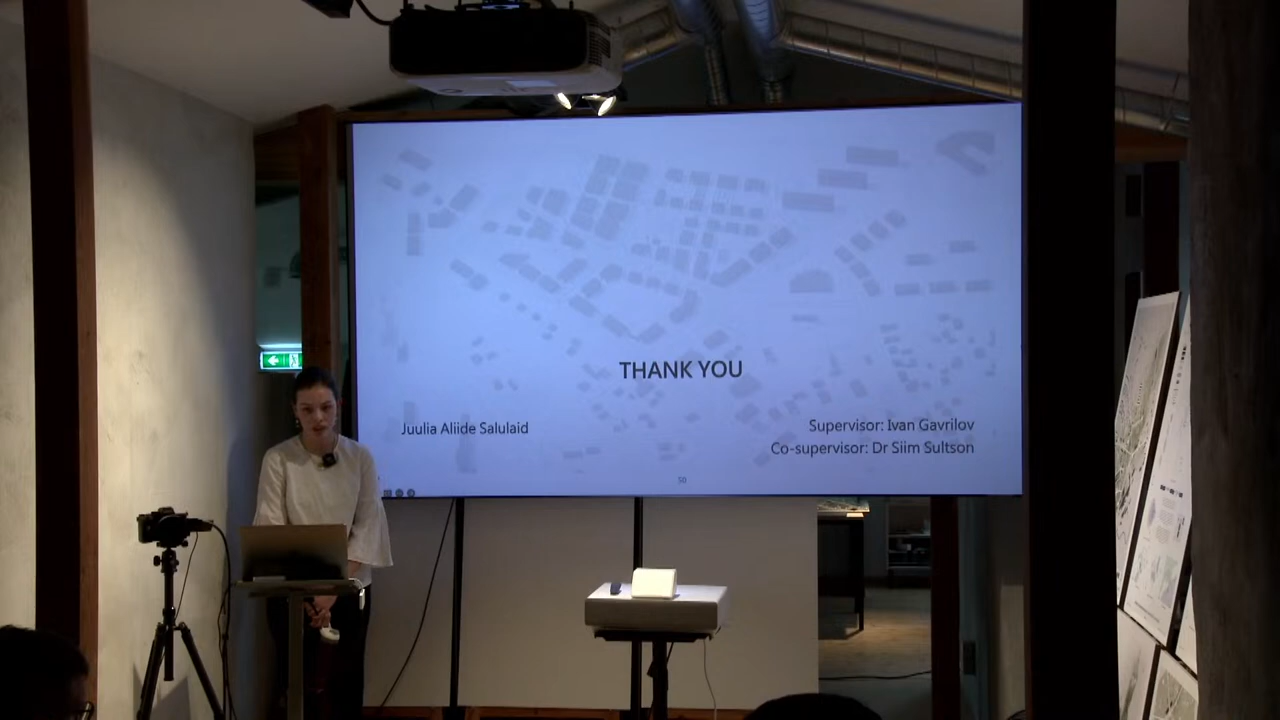 THANK YOU
Juulia Aliide Salulaid
Supervisor: Ivan Gavrilov
Co-supervisor: Dr Siim Sultson
50